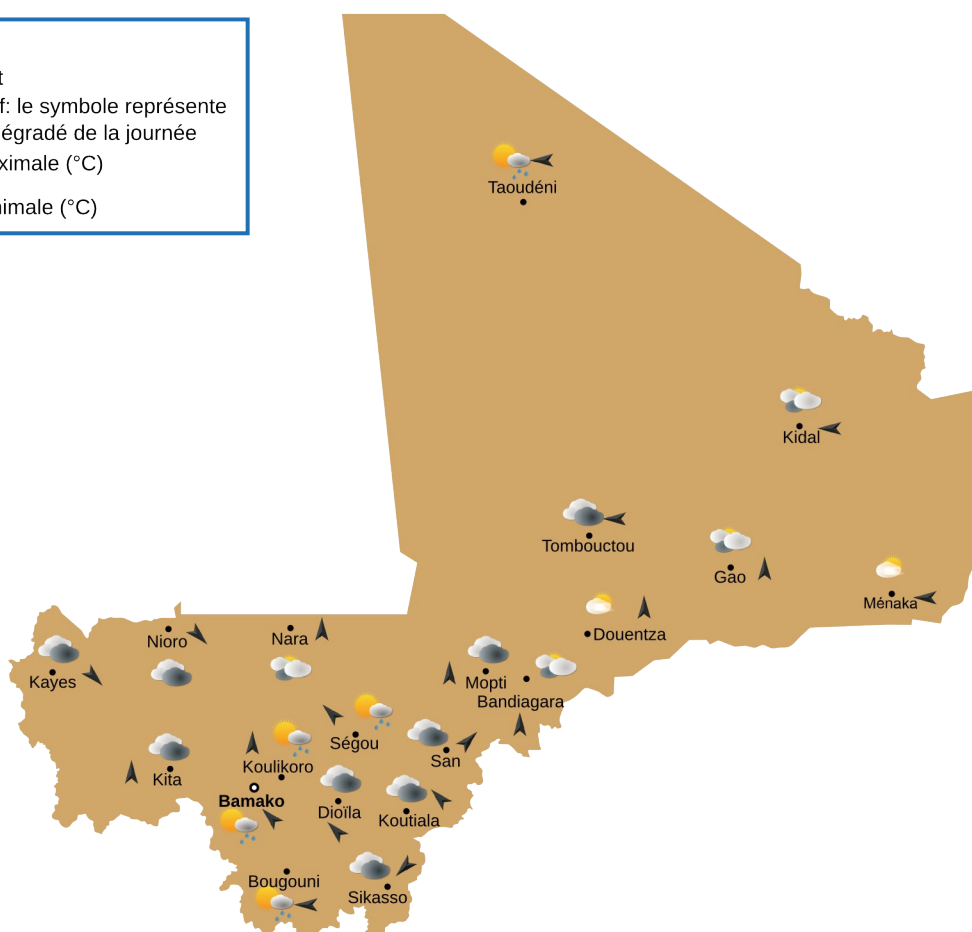 t
f: le symbole représente
égradé de la journée
ximale (°C)
imale (°C)
Taoudéni
Kidal
Tombouctou
Gao
Ménaka
Douentza
Nioro
Nara
Kayes
Mopti
Bandiagara
Ségou
San
Kita
Koulikoro
Bamako
Dioïla
Koutiala
Bougouni
Sikasso